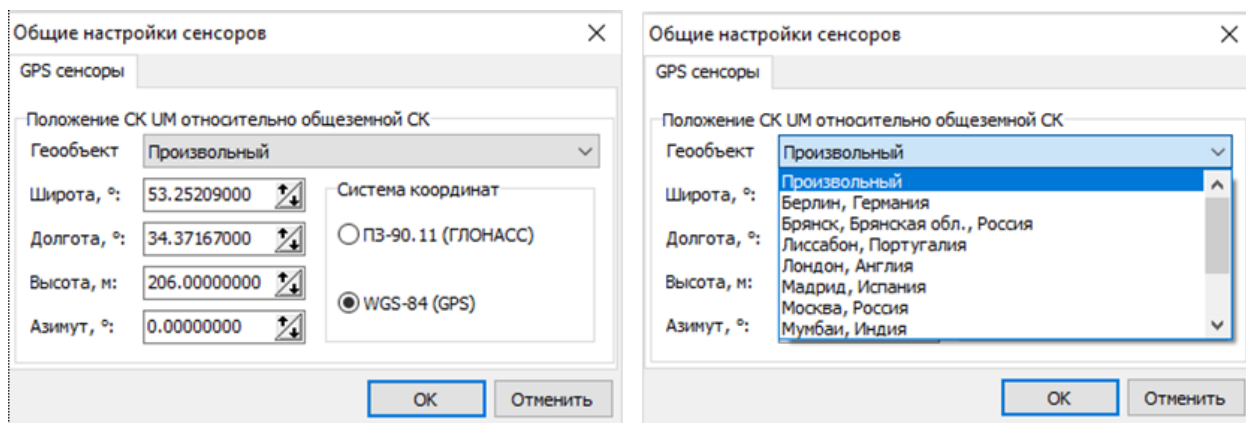 Общие настройки сенсоров
GPS сенсоры
Положение СК UM относительно общеземной СК
Геообъект Произвольный
Широта, °: 53.25209000
Долгота, °: 34.37167000
Высота, м: 206.00000000
Азимут, °: 0.00000000
Система координат
ПЗ-90.11 (ГЛОНАСС)
WGS-84 (GPS)
ОК Отменить
Общие настройки сенсоров
GPS сенсоры
Положение СК UM относительно общеземной СК
Геообъект Произвольный
Широта, °:
Долгота, °:
Высота, м:
Азимут, °:
Произвольный
Берлин, Германия
Брянск, Брянская обл., Россия
Лиссабон, Португалия
Лондон, Англия
Мадрид, Испания
Москва, Россия
Мумбаи, Индия
ОК Отменить